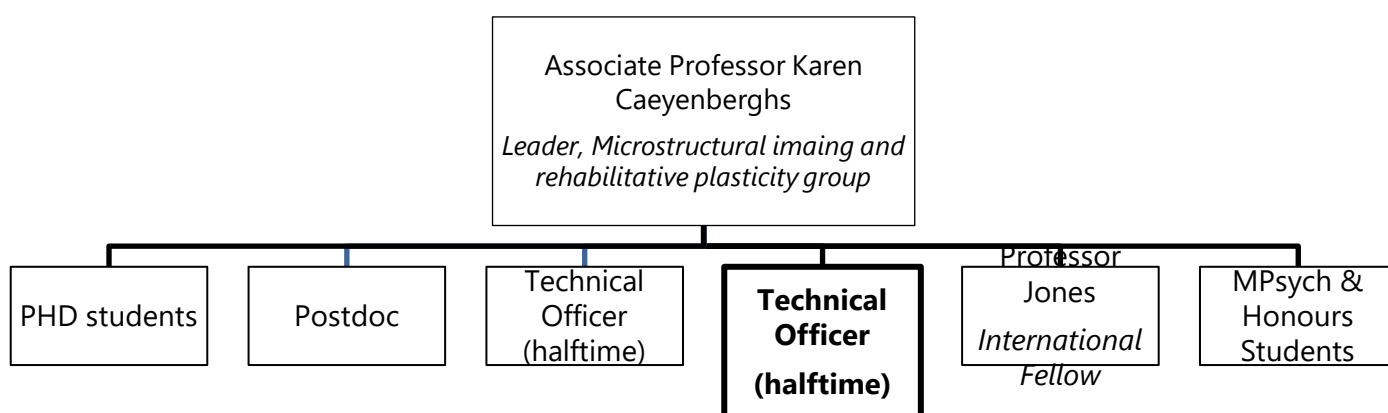 Associate Professor Karen
Caeyenberghs
Leader, Microstructural imaing and
rehabilitative plasticity group
PHD students
Postdoc
Technical
Officer
(halftime)
Technical
Officer
(halftime)
Professor
Jones
International
Fellow
MPsych &
Honours
Students